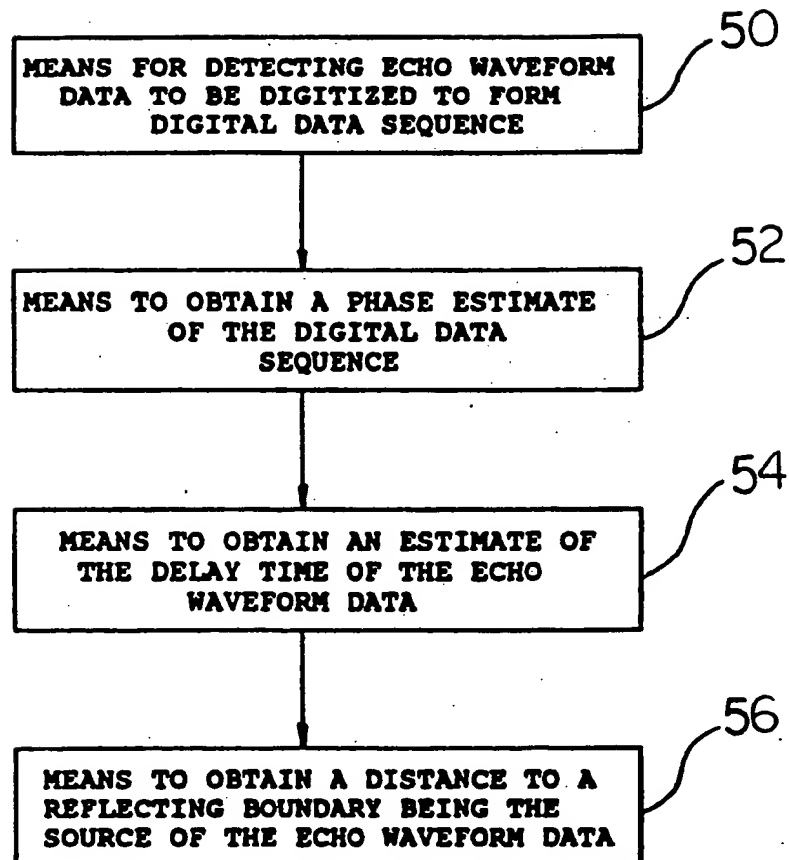 50
MEANS FOR DETECTING ECHO WAVEFORM
DATA TO BE DIGITIZED TO FORM
DIGITAL DATA SEQUENCE
52
MEANS TO OBTAIN A PHASE ESTIMATE
OF THE DIGITAL DATA
SEQUENCE
54
MEANS TO OBTAIN AN ESTIMATE OF
THE DELAY TIME OF THE ECHO
WAVEFORM DATA
56
MEANS TO OBTAIN A DISTANCE TO A
REFLECTING BOUNDARY BEING THE
SOURCE OF THE ECHO WAVEFORM DATA